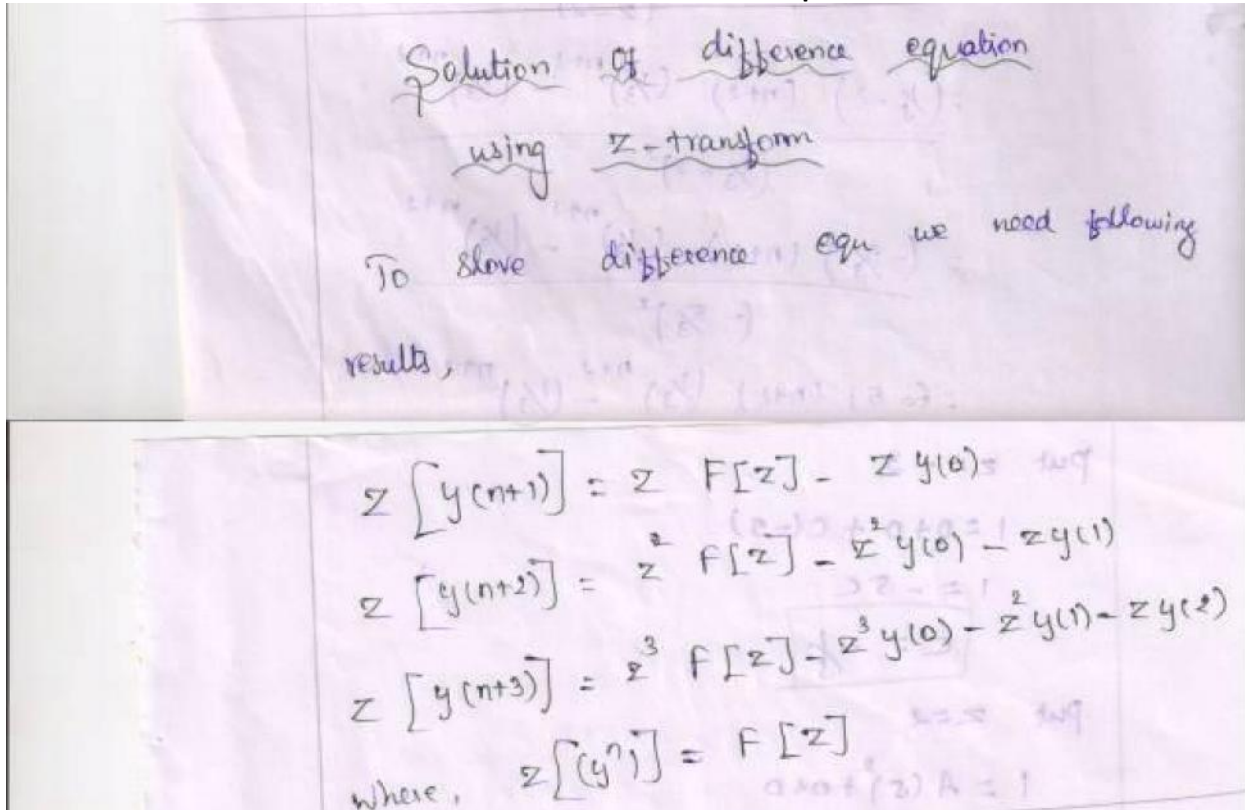 Solution of difference equation
using z-transform
To slove difference equ we need following
results,
z [y(n+1)] = z F[z] - z y(0)
z [y(n+2)] = z² F[z] - z² y(0) - z y(1)
z [y(n+3)] = z³ F[z] - z³ y(0) - z² y(1) - z y(2)
where, z[(yⁿ)] = F[z]